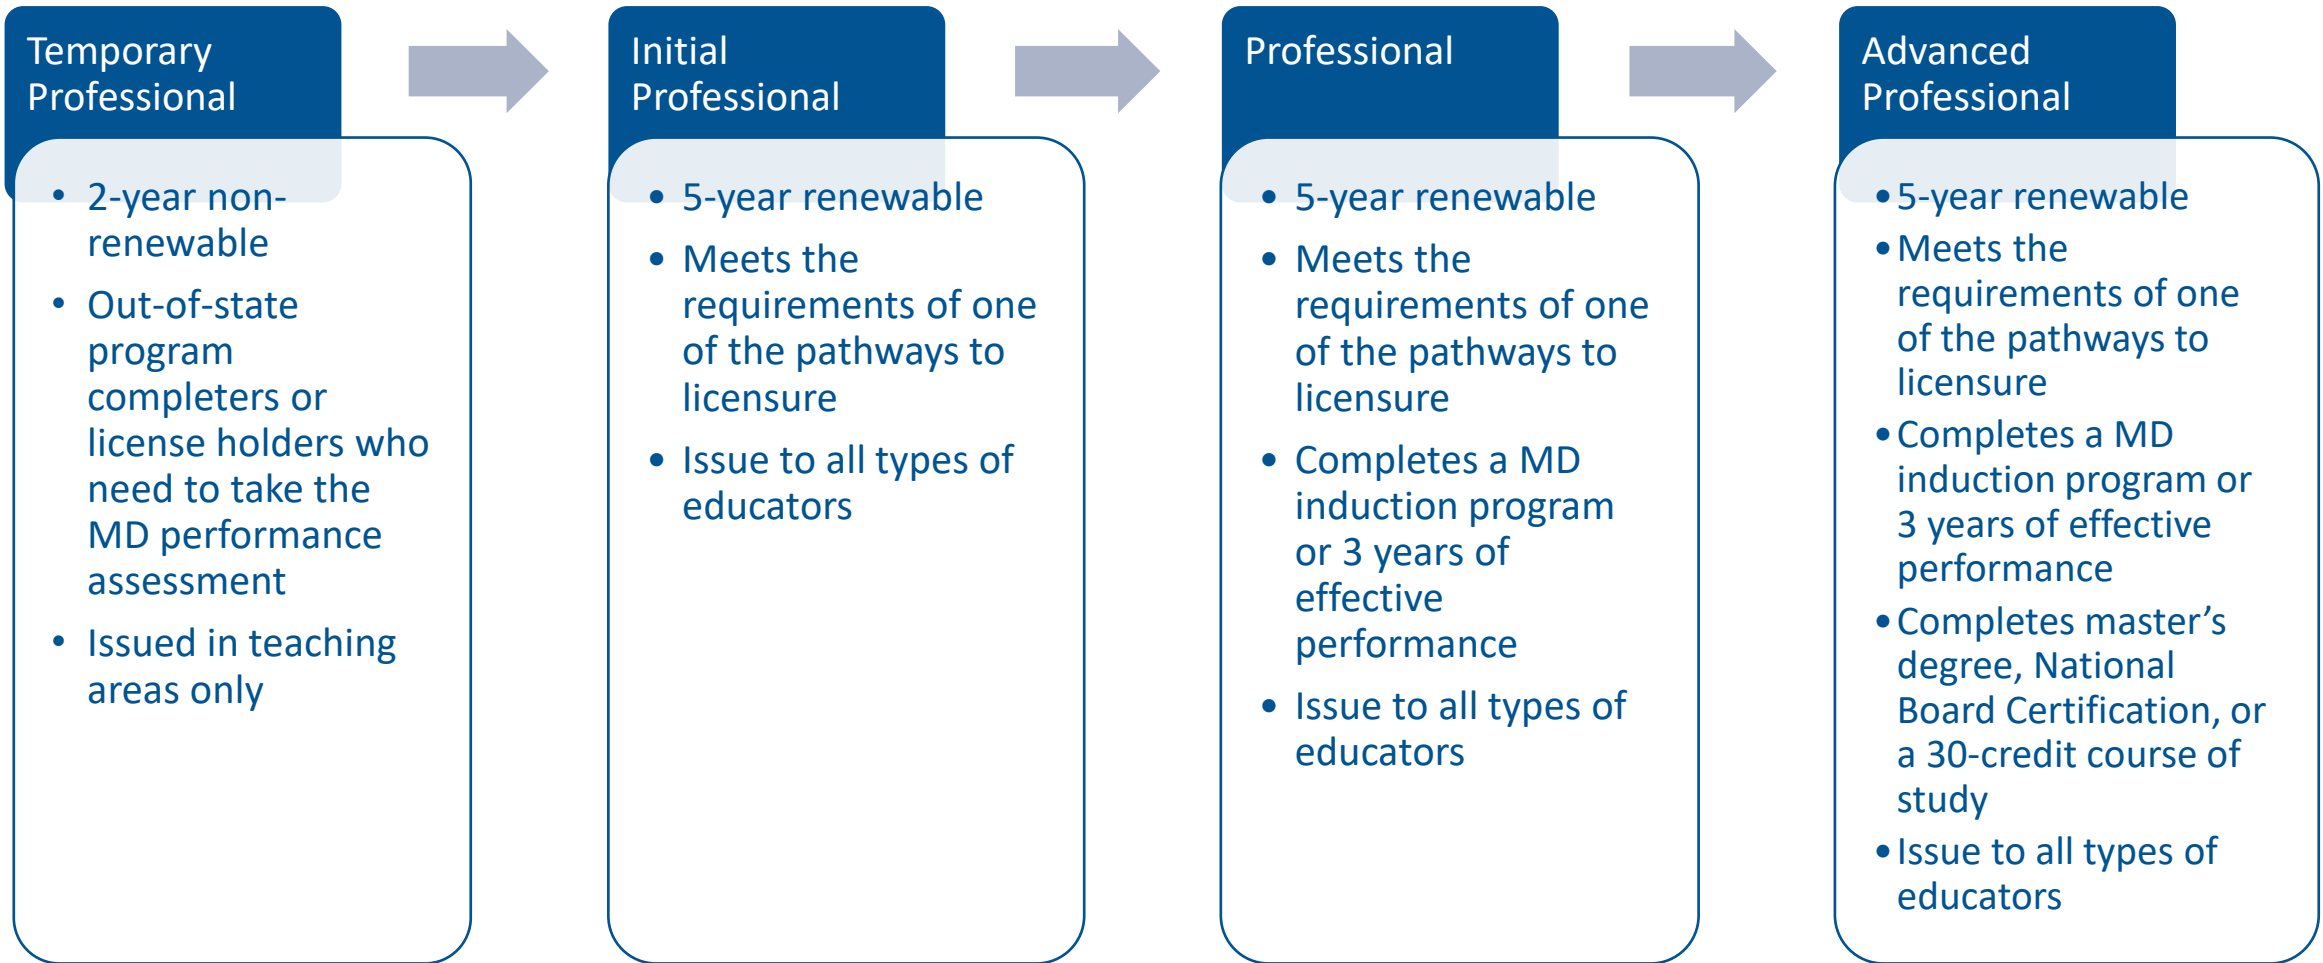 Temporary
Professional
• 2-year non-
renewable
• Out-of-state
program
completers or
license holders who
need to take the
MD performance
assessment
• Issued in teaching
areas only
Initial
Professional
• 5-year renewable
• Meets the
requirements of one
of the pathways to
licensure
• Issue to all types of
educators
Professional
• 5-year renewable
• Meets the
requirements of one
of the pathways to
licensure
• Completes a MD
induction program
or 3 years of
effective
performance
• Issue to all types of
educators
Advanced
Professional
• 5-year renewable
• Meets the
requirements of one
of the pathways to
licensure
• Completes a MD
induction program or
3 years of effective
performance
• Completes master’s
degree, National
Board Certification, or
a 30-credit course of
study
• Issue to all types of
educators